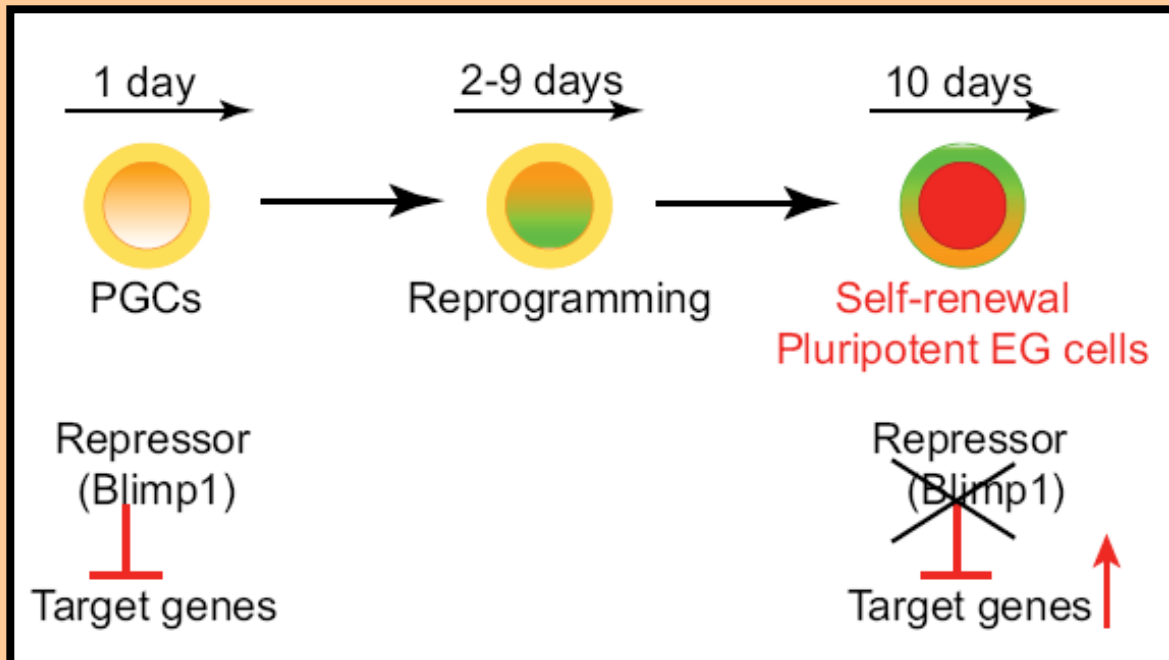 1 day
2-9 days
10 days
PGCs
Reprogramming
Self-renewal
Pluripotent EG cells
Repressor
(Blimp1)
Target genes
Repressor
(Blimp1)
Target genes